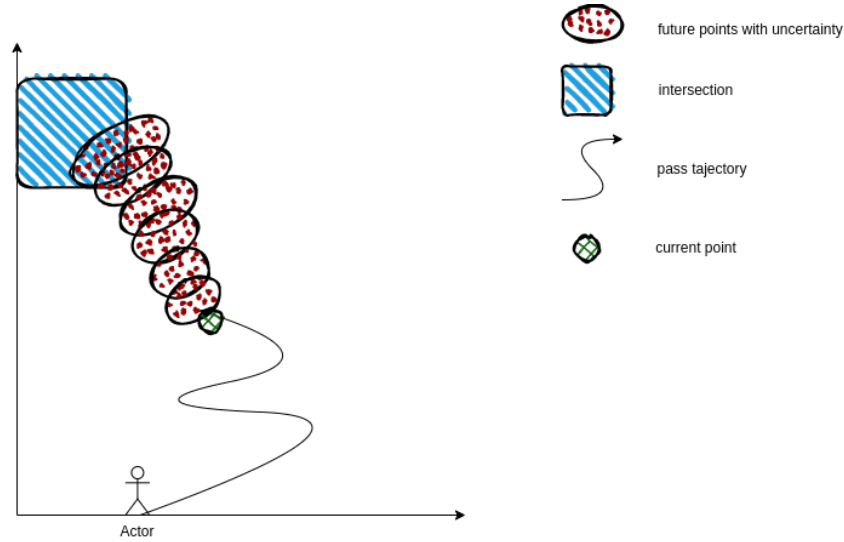 future points with uncertainty
intersection
pass tajectory
current point
Actor